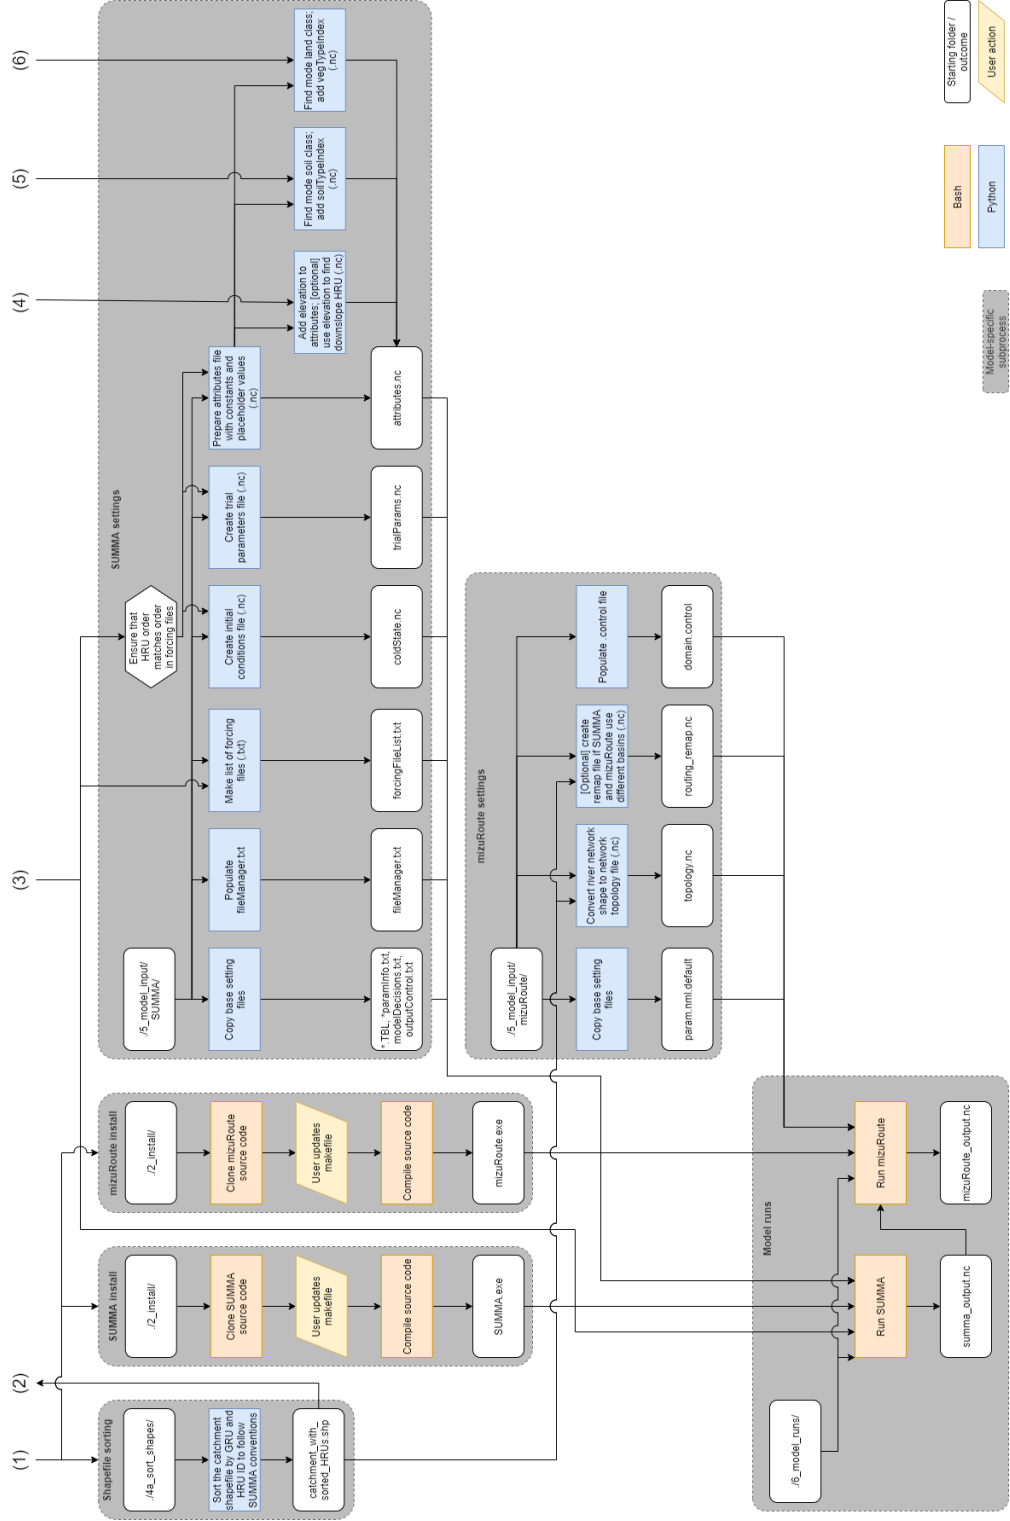 (1)
(2)
(3)
(4)
(5)
(6)
Shapefile sorting
./4a_sort_shapes/
Sort the catchment
shapefile by GRU and
HRU ID to follow
SUMMA conventions
catchment_with_
sorted_HRUs.shp
SUMMA install
./2_install/
Clone SUMMA
source code
User updates
makefile
Compile source code
SUMMA.exe
mizuRoute install
./2_install/
Clone mizuRoute
source code
User updates
makefile
Compile source code
mizuRoute.exe
SUMMA settings
./5_model_input/
SUMMA/
Ensure that
HRU order
matches order
in forcing files
Copy base setting
files
Populate
fileManager.txt
Make list of forcing
files (.txt)
Create initial
conditions file (.nc)
Create trial
parameters file (.nc)
Prepare attributes file
with constants and
placeholder values
(.nc)
Add elevation to
attributes; [optional]
use elevation to find
downslope HRU (.nc)
Find mode soil class;
add soilTypeIndex
(.nc)
Find mode land class;
add vegTypeIndex
(.nc)
*.TBL, *paramInfo.txt,
modelDecisions.txt,
outputControl.txt
fileManager.txt
forcingFileList.txt
coldState.nc
trialParams.nc
attributes.nc
mizuRoute settings
./5_model_input/
mizuRoute/
Copy base setting
files
Convert river network
shape to network
topology file (.nc)
[Optional] create
remap file if SUMMA
and mizuRoute use
different basins (.nc)
Populate .control file
param.nml.default
topology.nc
routing_remap.nc
domain.control
Model runs
./6_model_runs/
Run SUMMA
Run mizuRoute
summa_output.nc
mizuRoute_output.nc
Model-specific
subprocess
Bash
Python
Starting folder /
outcome
User action